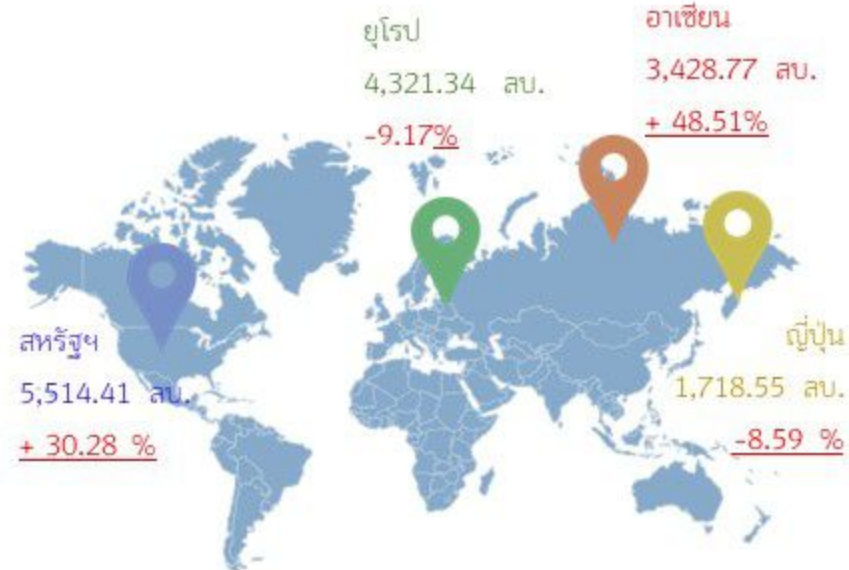 ยุโรป
4,321.34 ลบ.
-9.17%
อาเซียน
3,428.77 ลบ.
+ 48.51%
สหรัฐฯ
5,514.41 ลบ.
+ 30.28 %
ญี่ปุ่น
1,718.55 ลบ.
-8.59 %